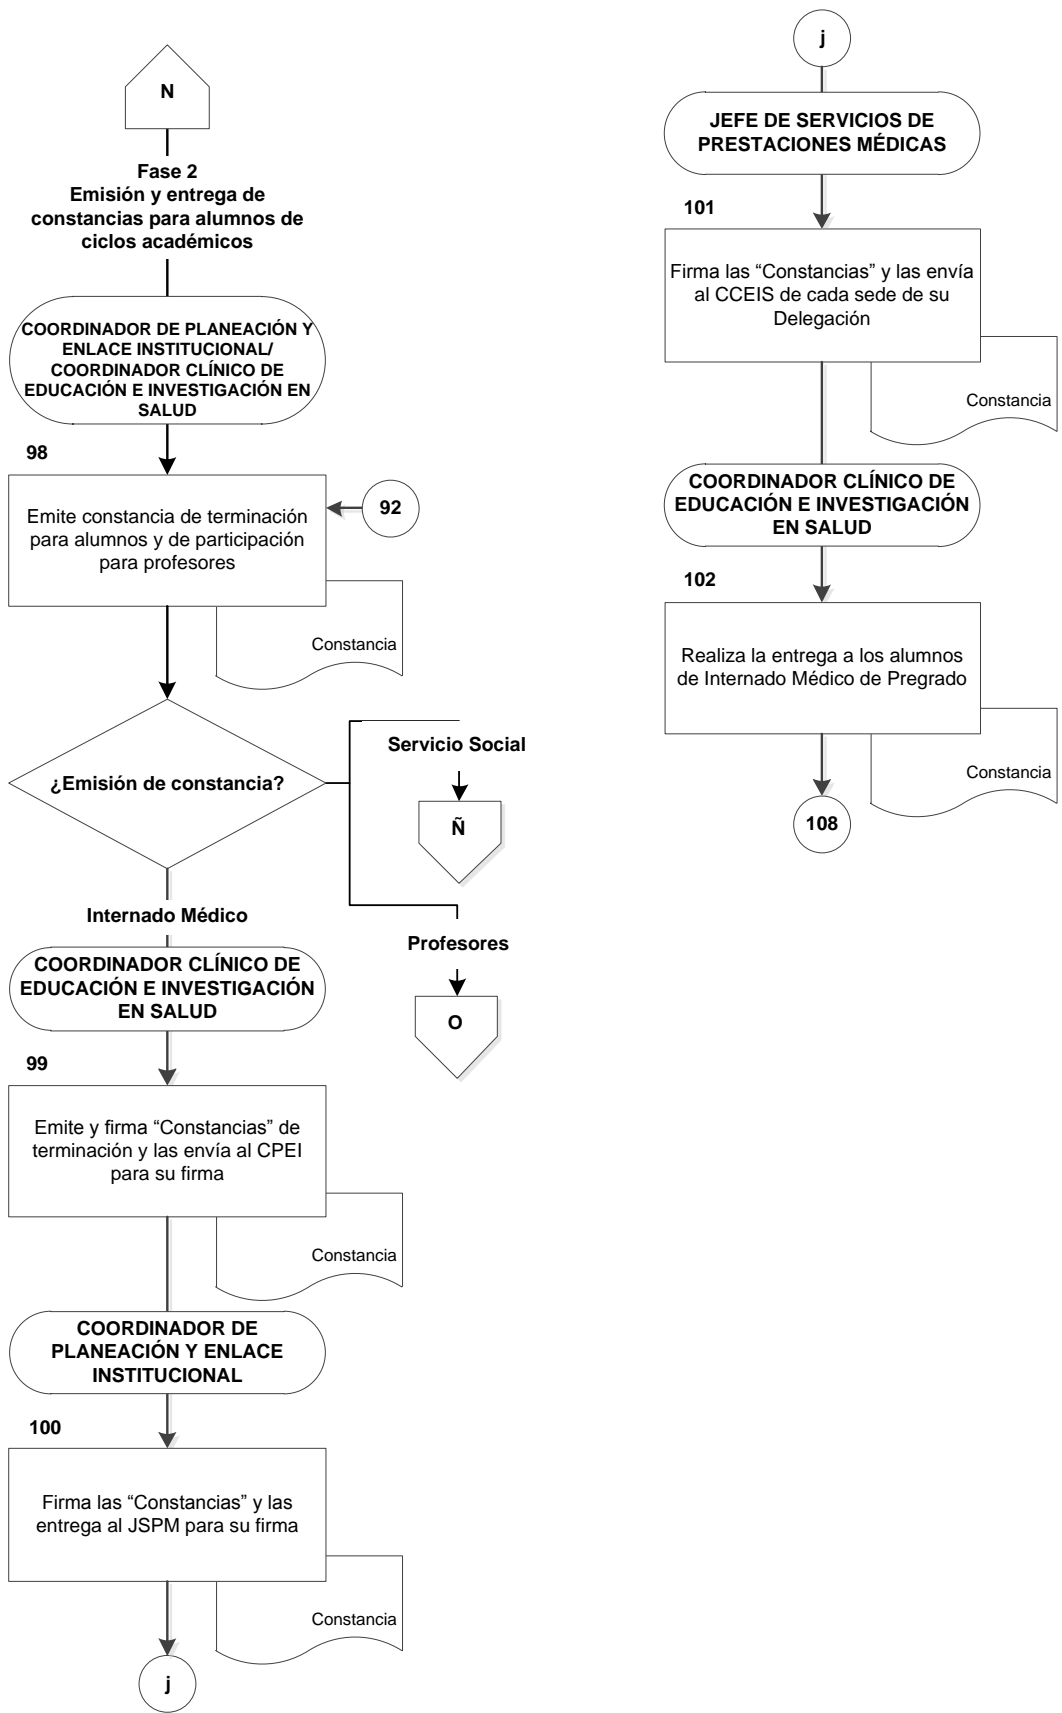 N
Fase 2
Emisión y entrega de
constancias para alumnos de
ciclos académicos
COORDINADOR DE PLANEACIÓN Y
ENLACE INSTITUCIONAL/
COORDINADOR CLÍNICO DE
EDUCACIÓN E INVESTIGACIÓN EN
SALUD
98
Emite constancia de terminación
para alumnos y de participación
para profesores
92
Constancia
¿Emisión de constancia?
Servicio Social
Ñ
Profesores
O
Internado Médico
COORDINADOR CLÍNICO DE
EDUCACIÓN E INVESTIGACIÓN
EN SALUD
99
Emite y firma “Constancias” de
terminación y las envía al CPEI
para su firma
Constancia
COORDINADOR DE
PLANEACIÓN Y ENLACE
INSTITUCIONAL
100
Firma las “Constancias” y las
entrega al JSPM para su firma
Constancia
j
j
JEFE DE SERVICIOS DE
PRESTACIONES MÉDICAS
101
Firma las “Constancias” y las envía
al CCEIS de cada sede de su
Delegación
Constancia
COORDINADOR CLÍNICO DE
EDUCACIÓN E INVESTIGACIÓN
EN SALUD
102
Realiza la entrega a los alumnos
de Internado Médico de Pregrado
Constancia
108